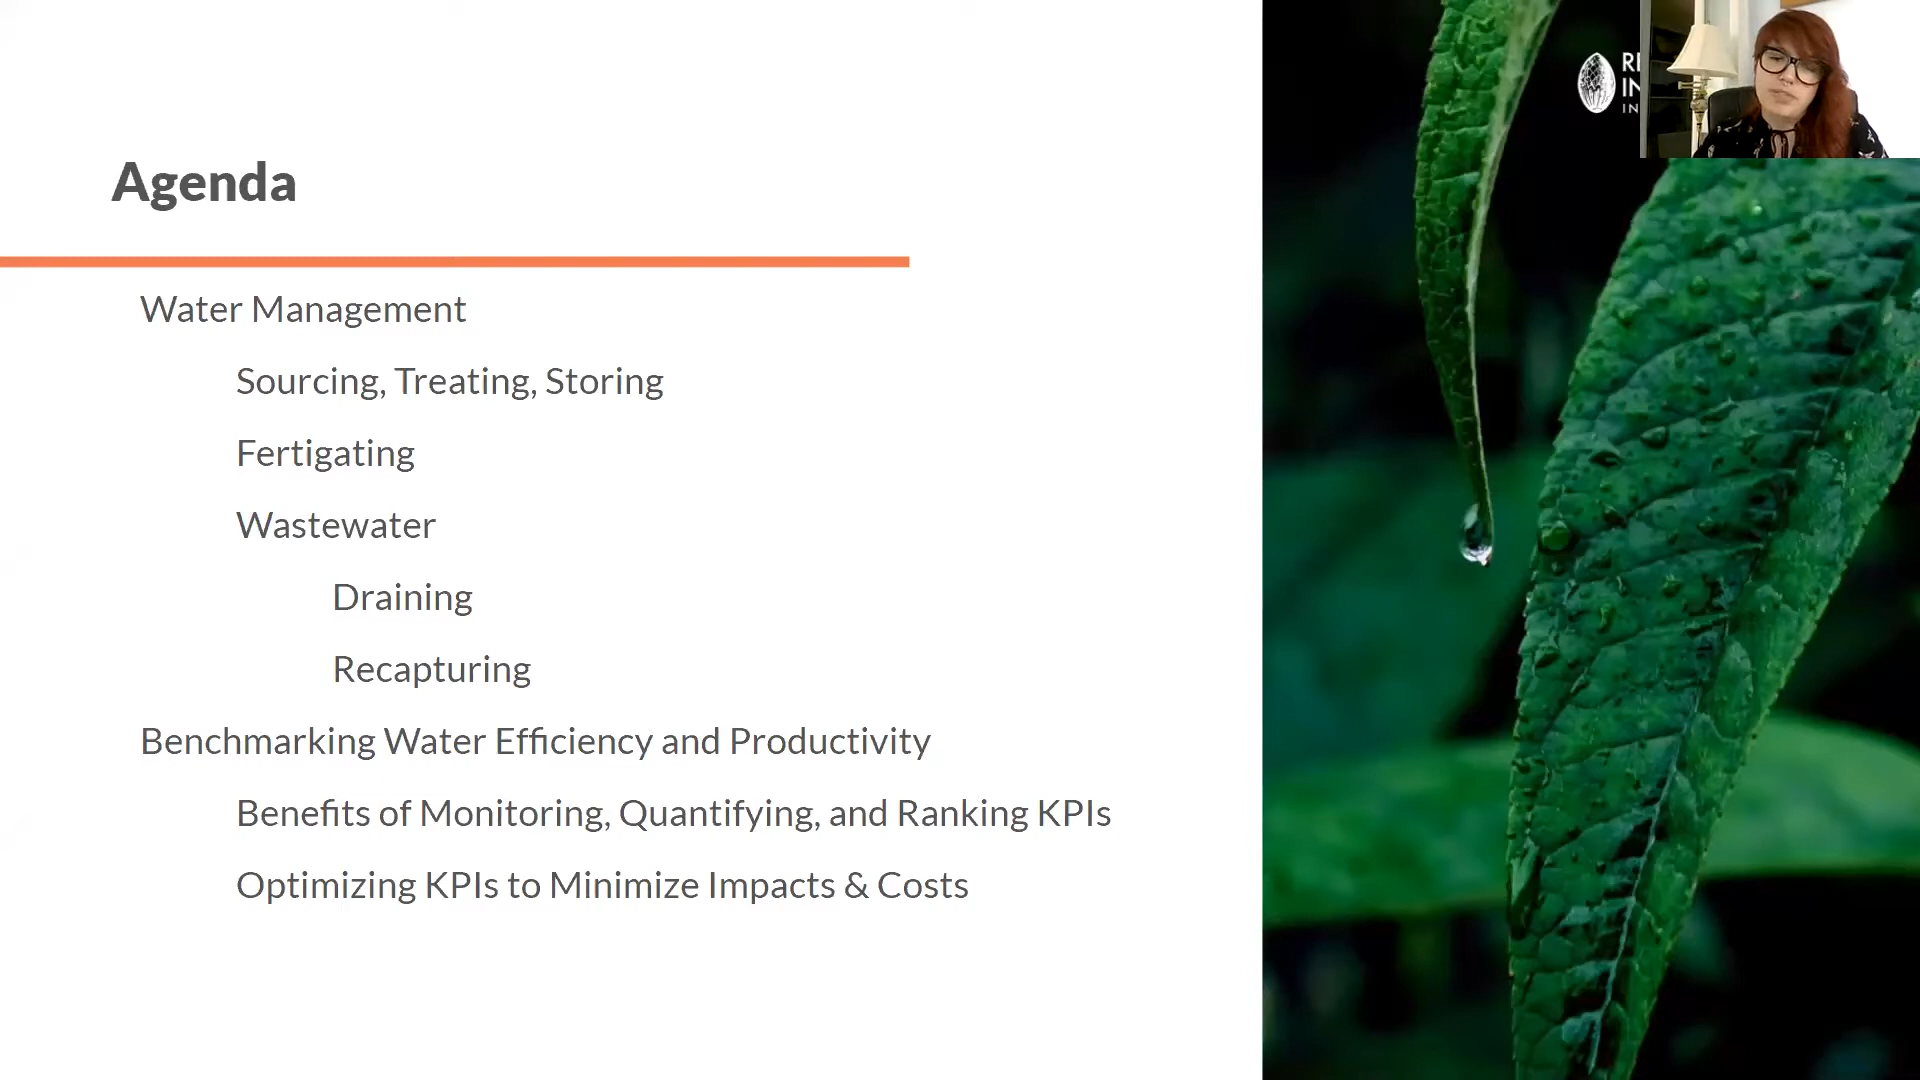 Agenda
Water Management
Sourcing, Treating, Storing
Fertigating
Wastewater
Draining
Recapturing
Benchmarking Water Efficiency and Productivity
Benefits of Monitoring, Quantifying, and Ranking KPIs
Optimizing KPIs to Minimize Impacts & Costs